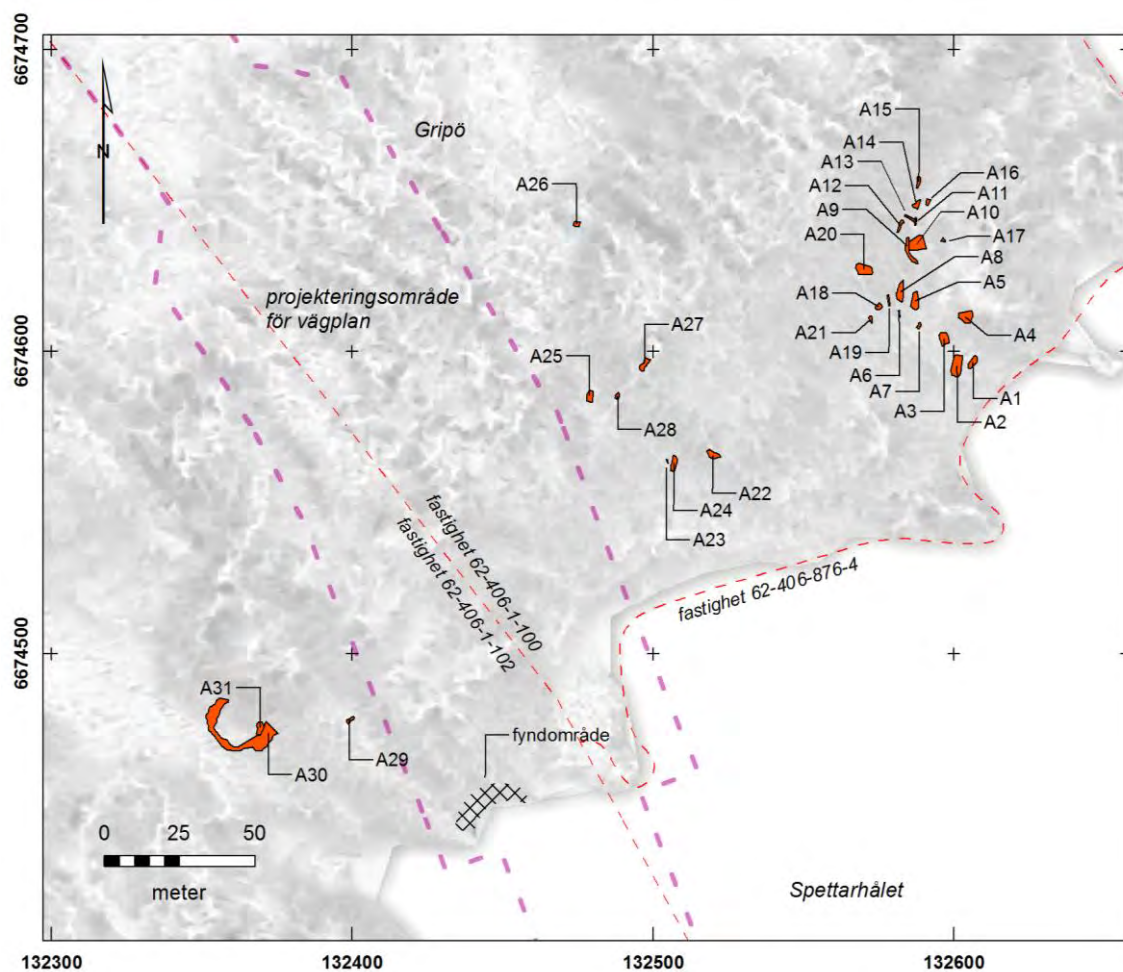 6674700
6674600
6674500
N
Gripö
A15
A14
A13
A12
A9
A20
A16
A11
A10
A17
A8
A5
A18
A21
A19
A6
A7
A3
A4
A1
A2
A26
projekteringsområde
för vägplan
A27
A25
A28
A22
A24
A23
fastighet 62-406-1-100
fastighet 62-406-1-102
fastighet 62-406-876-4
A31
A30
A29
fyndområde
0 25 50
meter
Spettarhålet
132300 132400 132500 132600